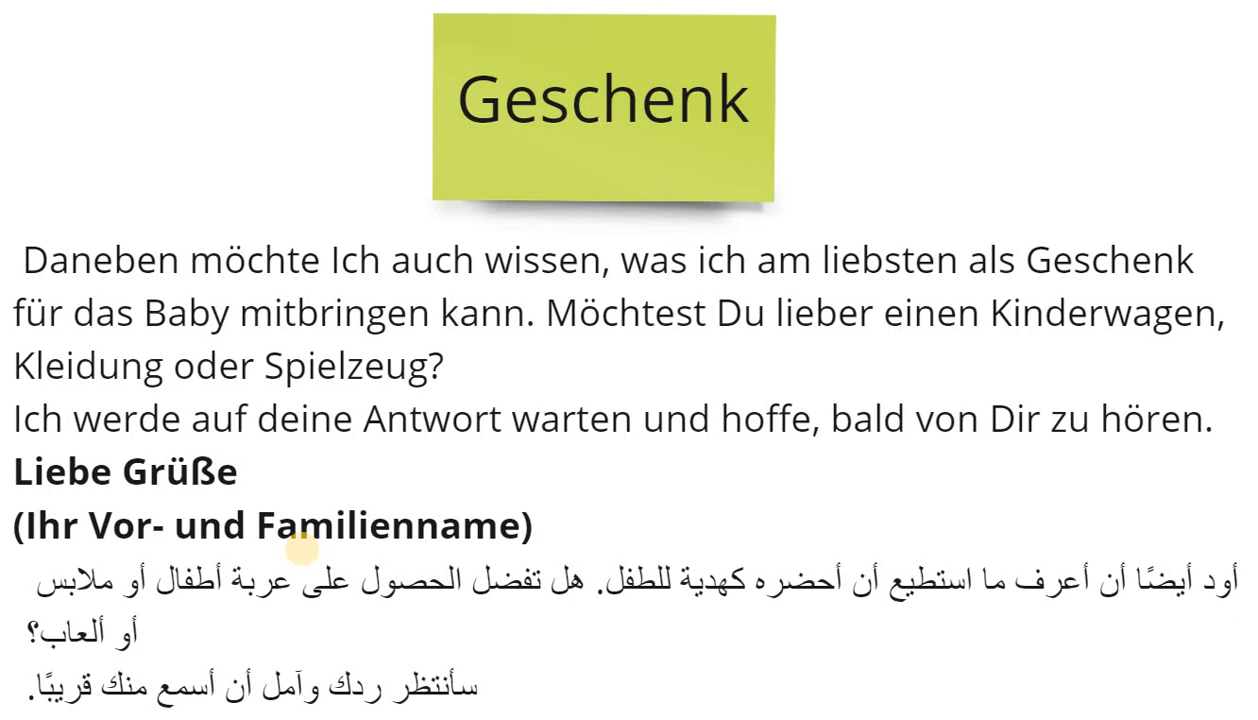 Geschenk
Daneben möchte Ich auch wissen, was ich am liebsten als Geschenk
für das Baby mitbringen kann. Möchtest Du lieber einen Kinderwagen,
Kleidung oder Spielzeug?
Ich werde auf deine Antwort warten und hoffe, bald von Dir zu hören.
Liebe Grüße
(Ihr Vor- und Familienname)
أود أيضًا أن أعرف ما استطيع أن أحضره كهدية للطفل. هل تفضل الحصول على عربة أطفال أو ملابس
أو ألعاب؟
سأنتظر ردك وآمل أن أسمع منك قريبًا.